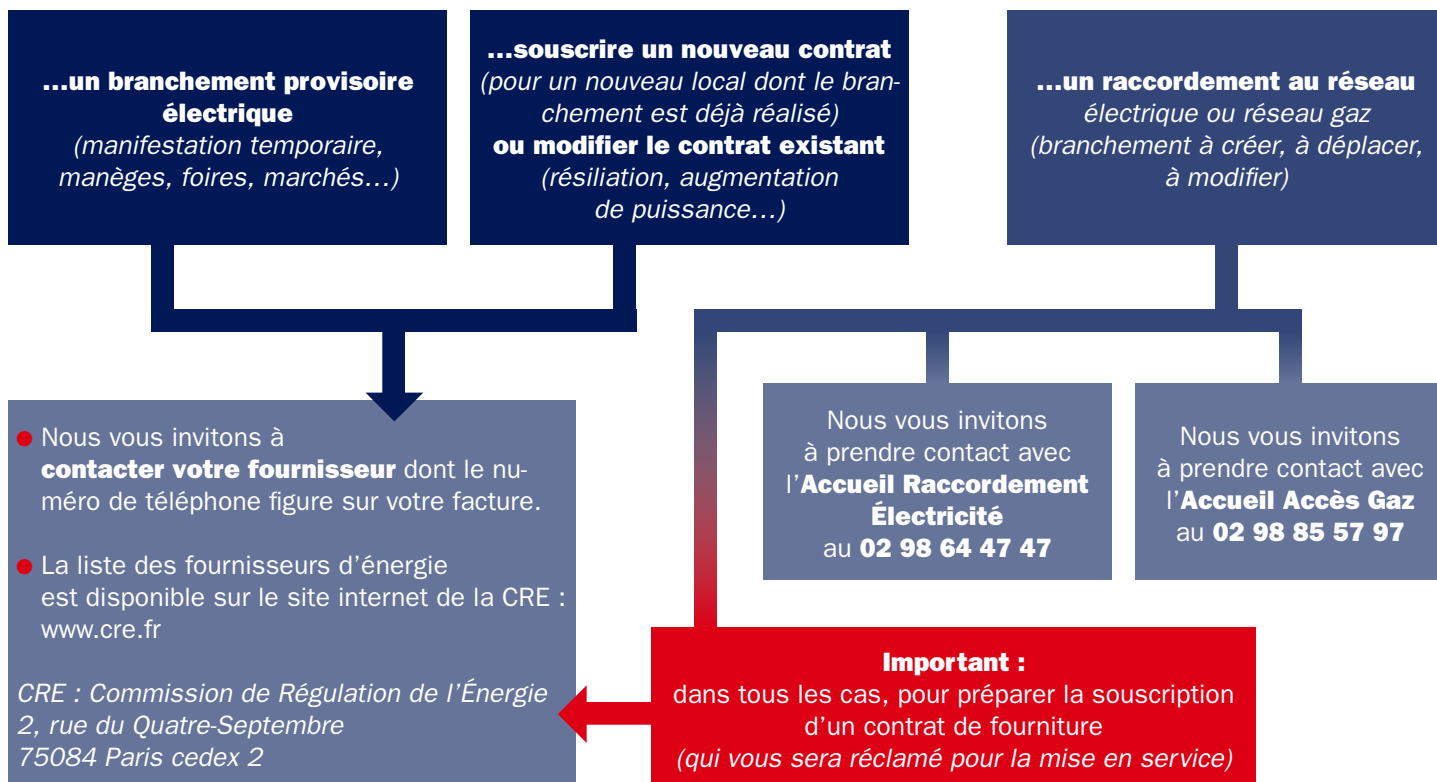 ...un branchement provisoire
électrique
(manifestation temporaire,
manèges, foires, marchés...)
...souscrire un nouveau contrat
(pour un nouveau local dont le bran-
chement est déjà réalisé)
ou modifier le contrat existant
(résiliation, augmentation
de puissance...)
...un raccordement au réseau
électrique ou réseau gaz
(branchement à créer, à déplacer,
à modifier)
Nous vous invitons à
contacter votre fournisseur dont le nu-
méro de téléphone figure sur votre facture.
La liste des fournisseurs d'énergie
est disponible sur le site internet de la CRE :
www.cre.fr
CRE : Commission de Régulation de l'Énergie
2, rue du Quatre-Septembre
75084 Paris cedex 2
Nous vous invitons
à prendre contact avec
l'Accueil Raccordement
Électricité
au 02 98 64 47 47
Nous vous invitons
à prendre contact avec
l'Accueil Accès Gaz
au 02 98 85 57 97
Important :
dans tous les cas, pour préparer la souscription
d'un contrat de fourniture
(qui vous sera réclamé pour la mise en service)